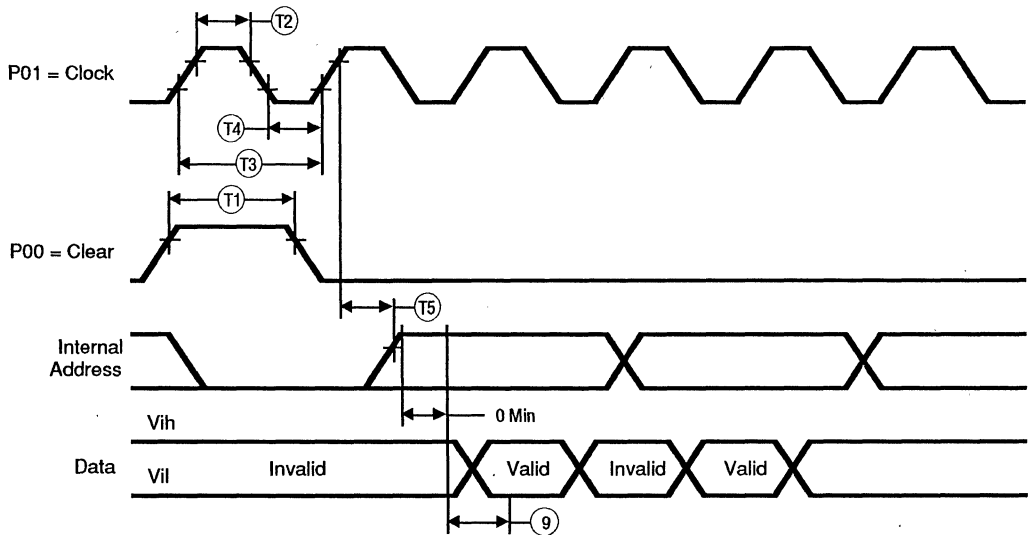 T2
P01 = Clock
T4
T3
T1
P00 = Clear
T5
Internal
Address
0 Min
Vih
Data
Vil
Invalid
Valid
Invalid
Valid
9